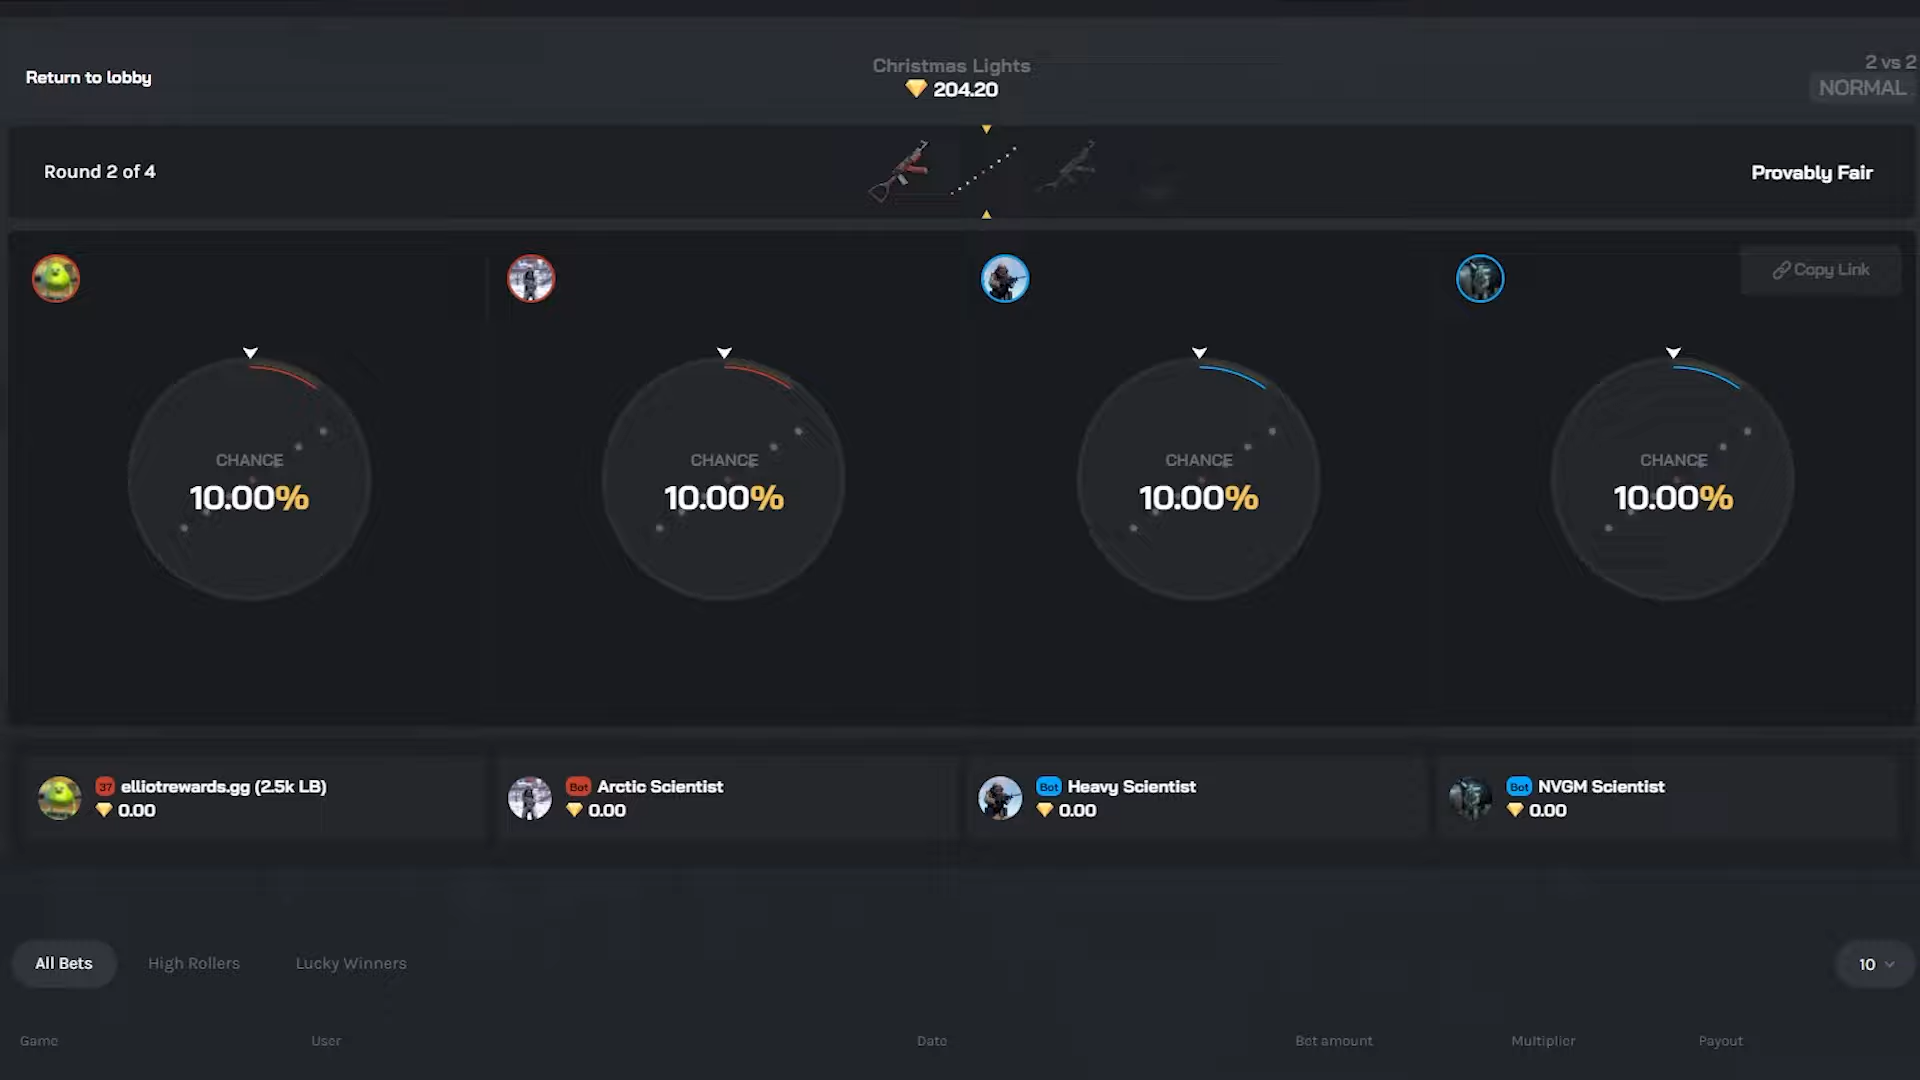 Return to lobby
Christmas Lights
204.20
2 vs 2
NORMAL
Round 2 of 4
Provably Fair
Copy Link
CHANCE
10.00%
CHANCE
10.00%
CHANCE
10.00%
CHANCE
10.00%
37 elliotrewards.gg (2.5k LB)
0.00
Bot Arctic Scientist
0.00
Bot Heavy Scientist
0.00
Bot NVGM Scientist
0.00
All Bets
High Rollers
Lucky Winners
10
Game
User
Date
Bet amount
Multiplier
Payout